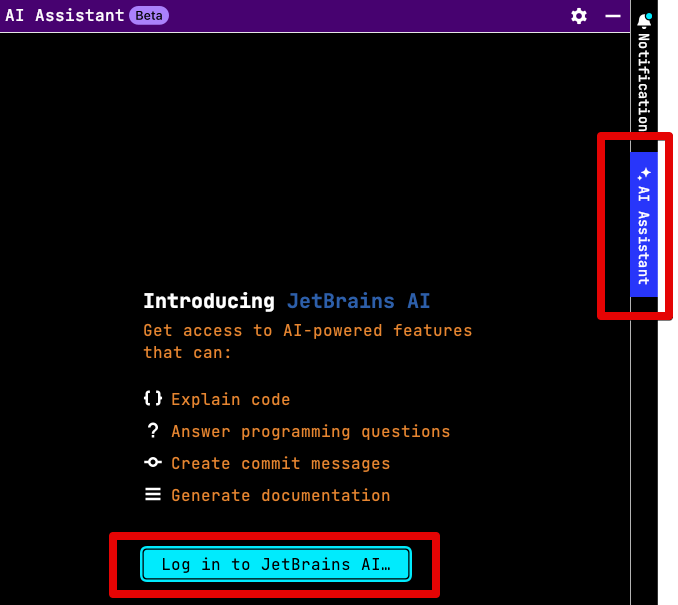 AI Assistant Beta
Notification
AI Assistant
Introducing JetBrains AI
Get access to AI-powered features
that can:
Explain code
Answer programming questions
Create commit messages
Generate documentation
Log in to JetBrains AI…